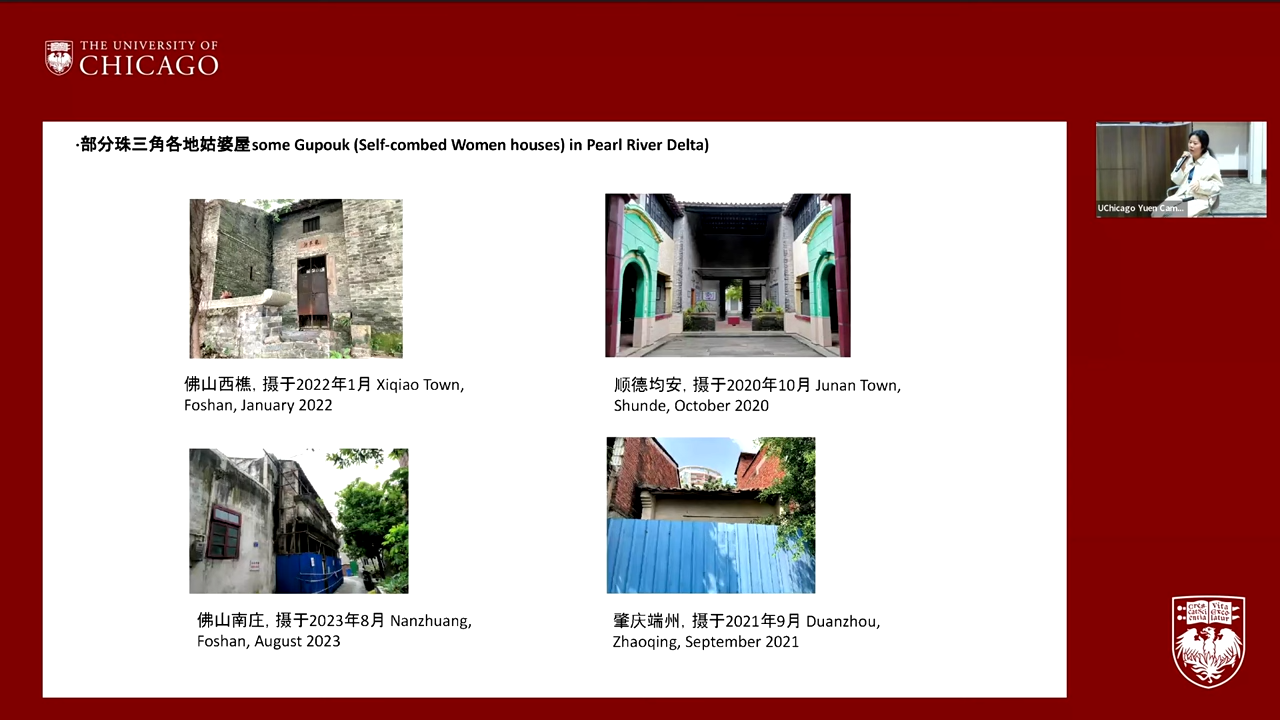 THE UNIVERSITY OF
CHICAGO
·部分珠三角各地姑婆屋some Gupouk (Self-combed Women houses) in Pearl River Delta)
UChicago Yuen Cam...
佛山西樵, 摄于2022年1月 Xiqiao Town,
Foshan, January 2022
顺德均安, 摄于2020年10月 Junan Town,
Shunde, October 2020
佛山南庄, 摄于2023年8月 Nanzhuang,
Foshan, August 2023
肇庆端州, 摄于2021年9月 Duanzhou,
Zhaoqing, September 2021